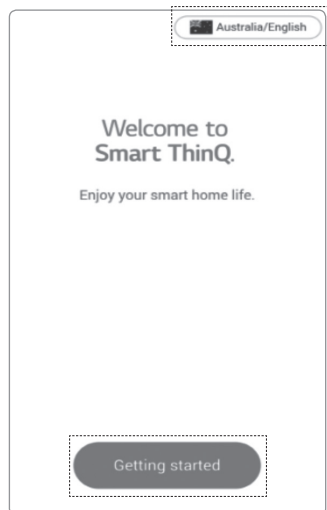 Australia/English
Welcome to
Smart ThinQ.
Enjoy your smart home life.
Getting started